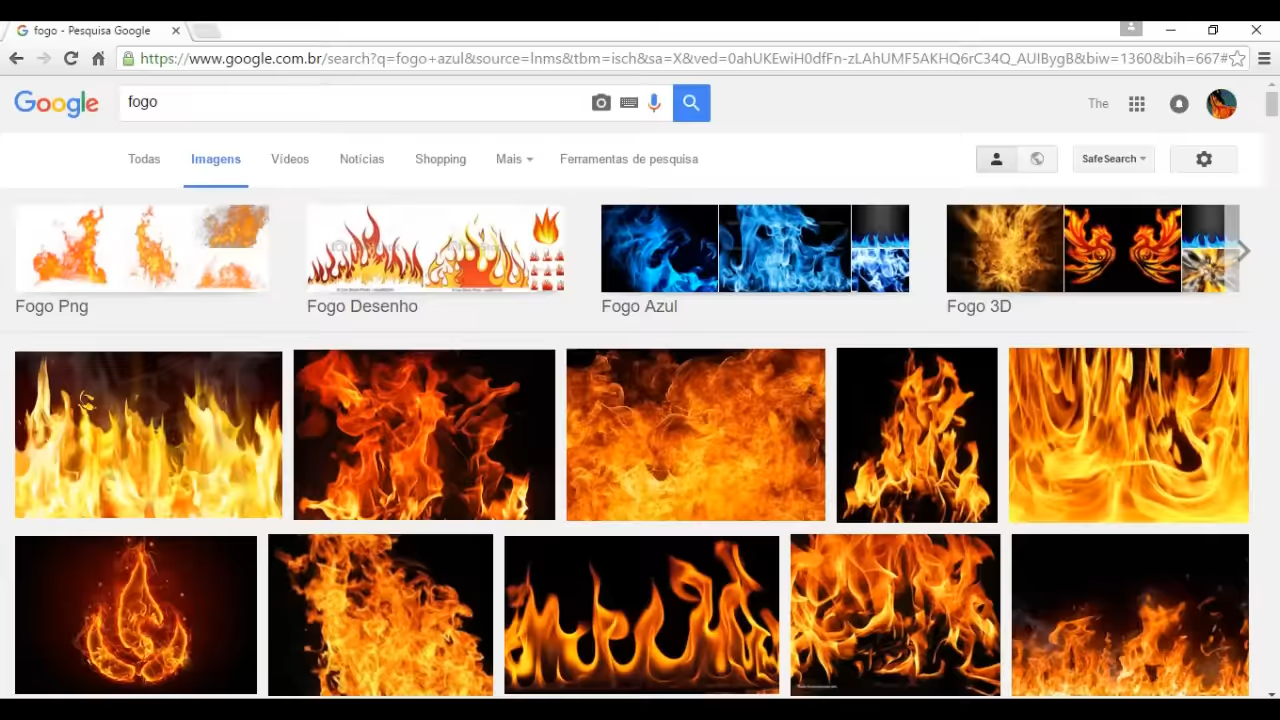 fogo - Pesquisa Google
https://www.google.com.br/search?q=fogo+azul&source=lnms&tbm=isch&sa=X&ved=0ahUKEwiH0dfFn-zLAhUMF5AKHQ6rC34Q_AUIBygB&biw=1360&bih=667#
Google
fogo
The
Todas
Imagens
Vídeos
Notícias
Shopping
Mais
Ferramentas de pesquisa
SafeSearch
Fogo Png
Fogo Desenho
Fogo Azul
Fogo 3D